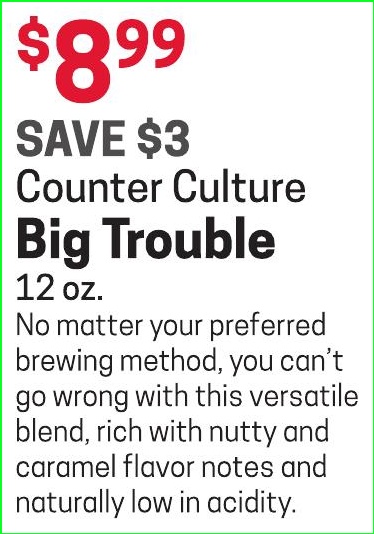 $8.99
SAVE $3
Counter Culture
Big Trouble
12 oz.
No matter your preferred
brewing method, you can't
go wrong with this versatile
blend, rich with nutty and
caramel flavor notes and
naturally low in acidity.